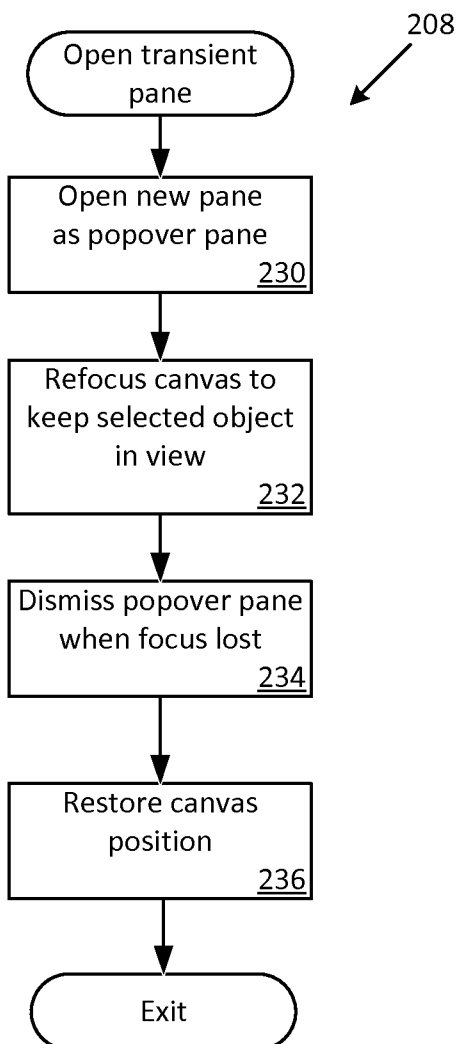 208
Open transient
pane
Open new pane
as popover pane
230
Refocus canvas to
keep selected object
in view
232
Dismiss popover pane
when focus lost
234
Restore canvas
position
236
Exit